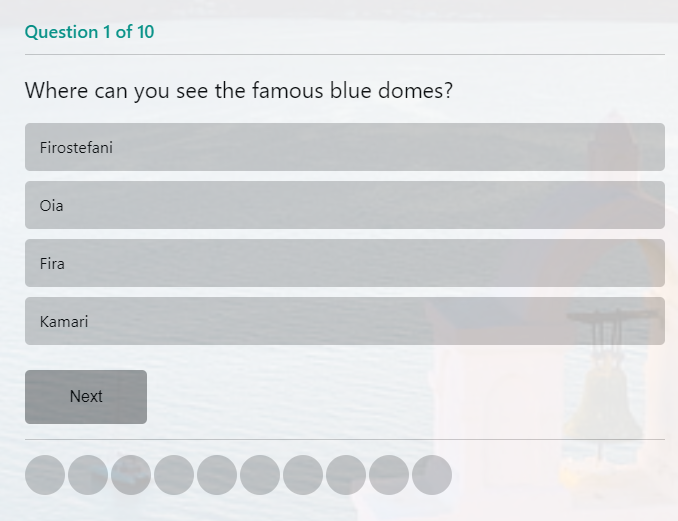 Question 1 of 10
Where can you see the famous blue domes?
Firostefani
Oia
Fira
Kamari
Next